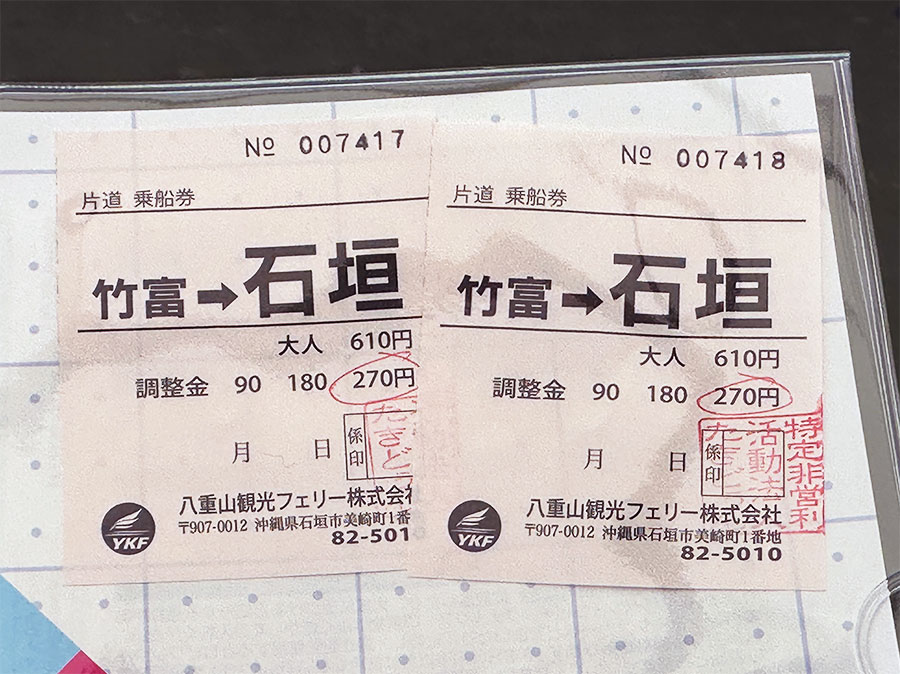 № 007417
片道 乗船券
竹富→石垣
大人 610円
調整金 90 180 270円
月 日 係印
たきど
八重山観光フェリー株式会社
〒907-0012 沖縄県石垣市美崎町1番
82-501
YKF
№ 007418
片道 乗船券
竹富→石垣
大人 610円
調整金 90 180 270円
月 日 係印
特定非営利
活動法
た
八重山観光フェリー株式会社
〒907-0012 沖縄県石垣市美崎町1番地
82-5010
YKF